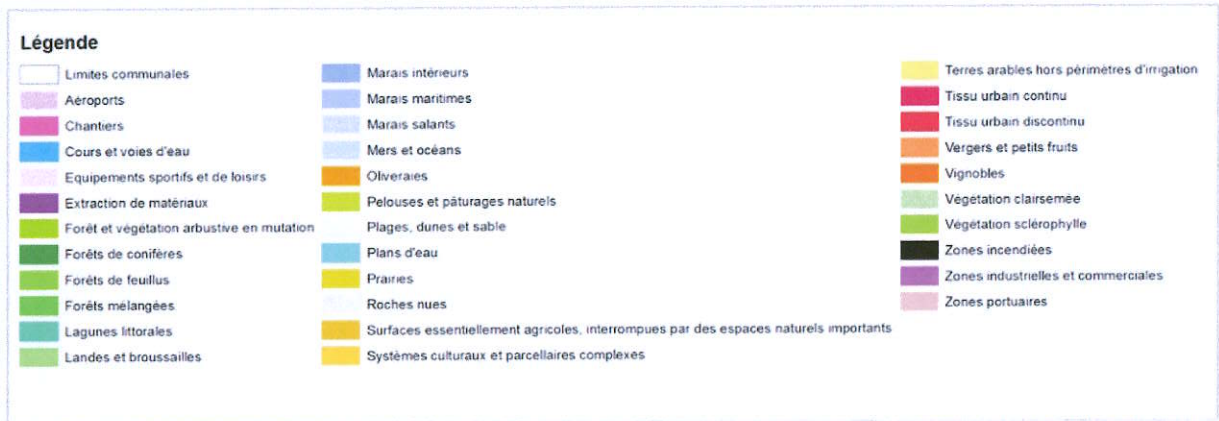 Légende
Limites communales
Aéroports
Chantiers
Cours et voies d'eau
Equipements sportifs et de loisirs
Extraction de matériaux
Forêt et végétation arbustive en mutation
Forêts de conifères
Forêts de feuillus
Forêts mélangées
Lagunes littorales
Landes et broussailles
Marais intérieurs
Marais maritimes
Marais salants
Mers et océans
Oliveraies
Pelouses et pâturages naturels
Plages, dunes et sable
Plans d'eau
Prairies
Roches nues
Surfaces essentiellement agricoles, interrompues par des espaces naturels importants
Systèmes culturaux et parcellaires complexes
Terres arables hors périmètres d'irrigation
Tissu urbain continu
Tissu urbain discontinu
Vergers et petits fruits
Vignobles
Végétation clairsemée
Végétation sclérophylle
Zones incendiées
Zones industrielles et commerciales
Zones portuaires